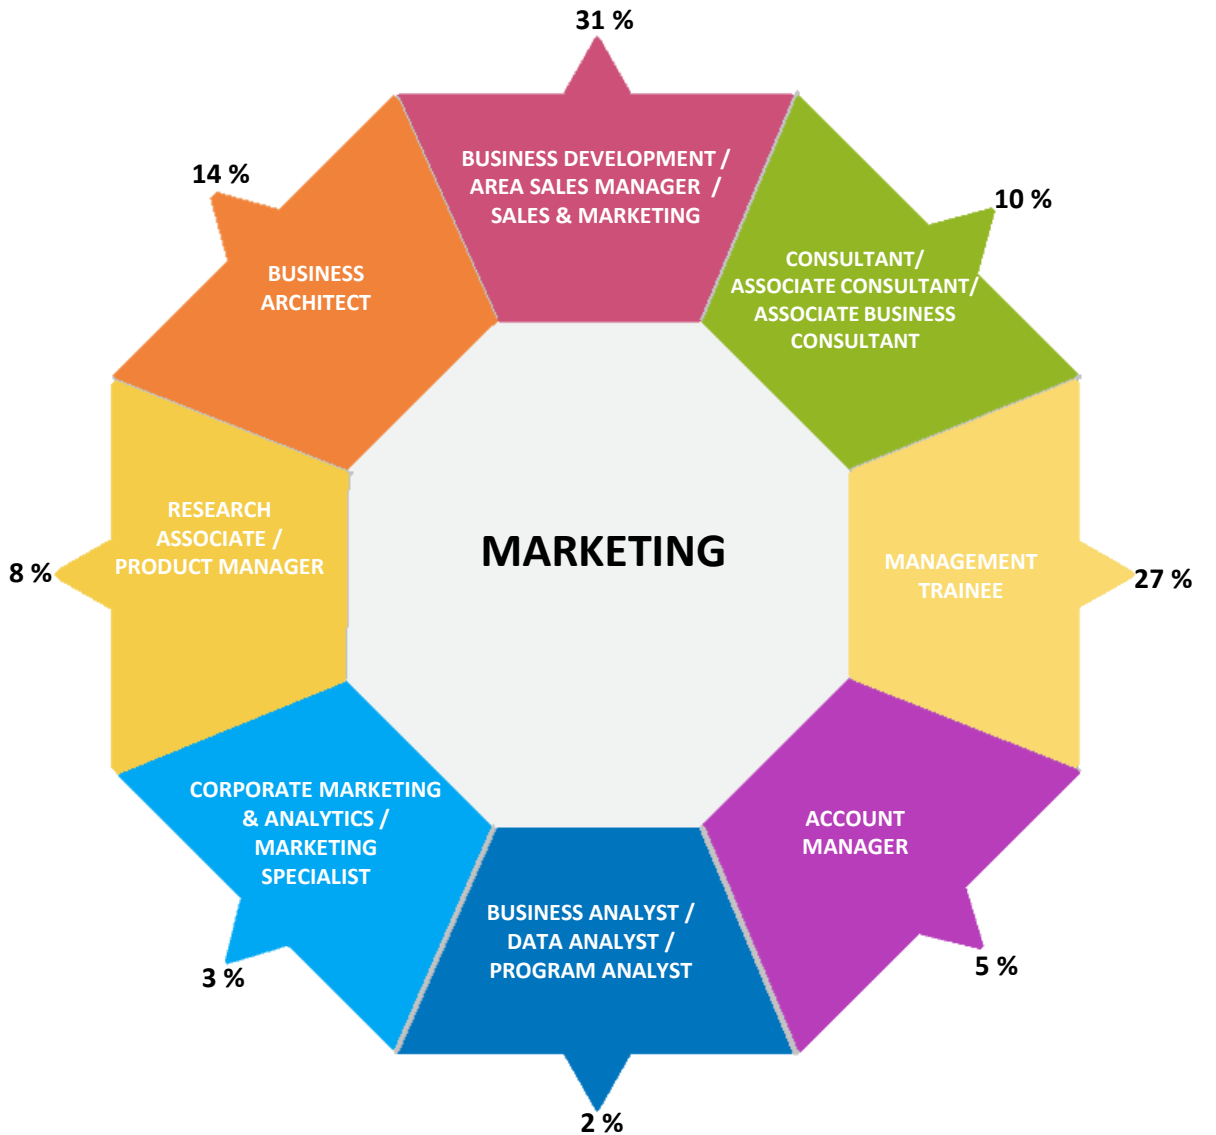 31 %
BUSINESS DEVELOPMENT /
AREA SALES MANAGER /
SALES & MARKETING
10 %
CONSULTANT/
ASSOCIATE CONSULTANT/
ASSOCIATE BUSINESS
CONSULTANT
14 %
BUSINESS
ARCHITECT
RESEARCH
ASSOCIATE /
PRODUCT MANAGER
8 %
MARKETING
MANAGEMENT
TRAINEE
27 %
CORPORATE MARKETING
& ANALYTICS /
MARKETING
SPECIALIST
3 %
BUSINESS ANALYST /
DATA ANALYST /
PROGRAM ANALYST
2 %
ACCOUNT
MANAGER
5 %